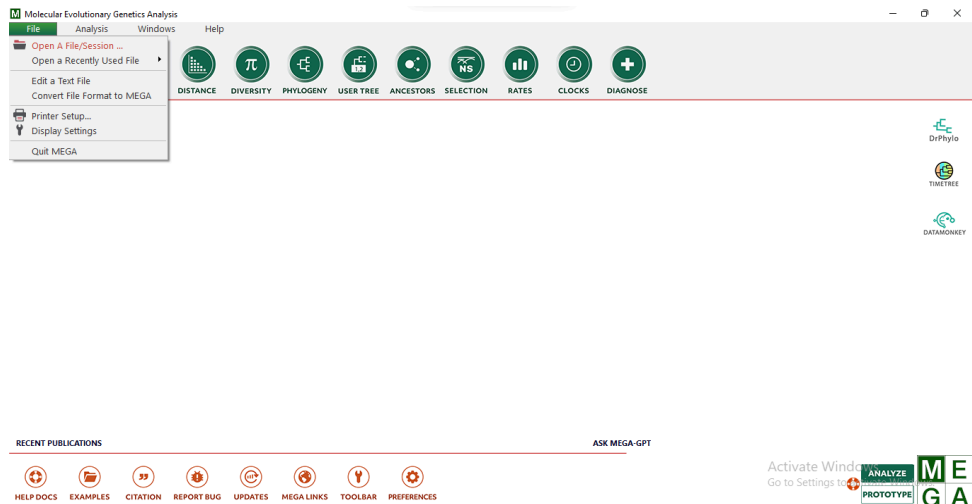 Molecular Evolutionary Genetics Analysis
File Analysis Windows Help
Open A File/Session ...
Open a Recently Used File
Edit a Text File
Convert File Format to MEGA
Printer Setup...
Display Settings
Quit MEGA
π
1.2
NS
DISTANCE DIVERSITY PHYLOGENY USER TREE ANCESTORS SELECTION RATES CLOCKS DIAGNOSE
DrPhylo
TIMETREE
DATAMONKEY
RECENT PUBLICATIONS ASK MEGA-GPT
Activate Windows
Go to Settings to
ANALYZE
PROTOTYPE
M E
G A
HELP DOCS EXAMPLES CITATION REPORT BUG UPDATES MEGA LINKS TOOLBAR PREFERENCES